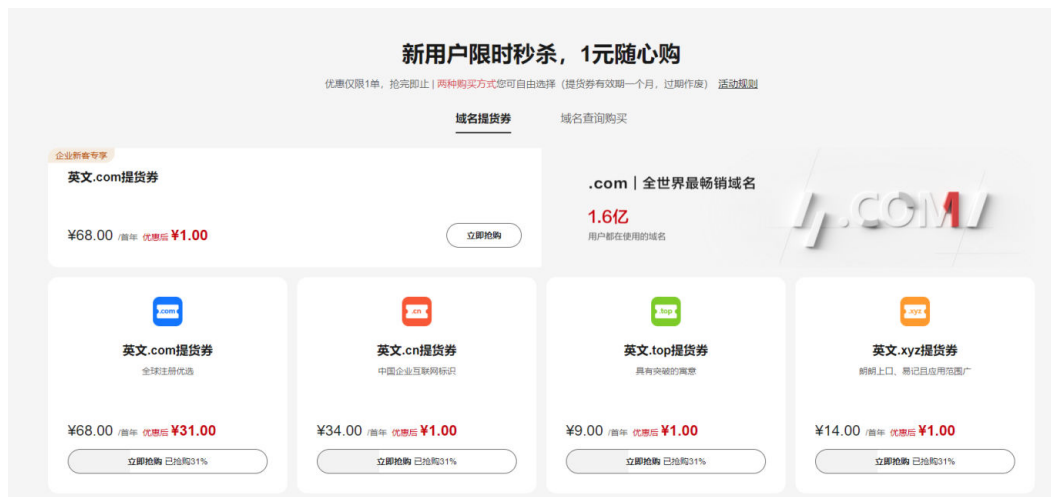 新用户限时秒杀，1元随心购
优惠仅限1单，抢完即止 | 两种购买方式您可自由选择（提货券有效期一个月，过期作废） 活动规则
域名提货券 域名查询购买
企业新客专享
英文.com提货券
¥68.00 /首年 优惠后 ¥1.00 立即抢购
.com｜全世界最畅销域名
1.6亿
用户都在使用的域名
.COM
.com
英文.com提货券
全球注册优选
¥68.00 /首年 优惠后 ¥31.00
立即抢购 已抢购31%
.cn
英文.cn提货券
中国企业互联网标识
¥34.00 /首年 优惠后 ¥1.00
立即抢购 已抢购31%
.top
英文.top提货券
具有突破的寓意
¥9.00 /首年 优惠后 ¥1.00
立即抢购 已抢购31%
.xyz
英文.xyz提货券
朗朗上口、易记且应用范围广
¥14.00 /首年 优惠后 ¥1.00
立即抢购 已抢购31%